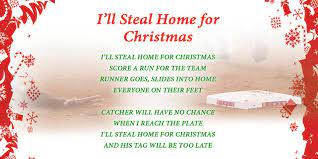 I'll Steal Home for
Christmas
I'LL STEAL HOME FOR CHRISTMAS
SCORE A RUN FOR THE TEAM
RUNNER GOES, SLIDES INTO HOME
EVERYONE ON THEIR FEET
CATCHER WILL HAVE NO CHANCE
WHEN I REACH THE PLATE
I'LL STEAL HOME FOR CHRISTMAS
AND HIS TAG WILL BE TOO LATE